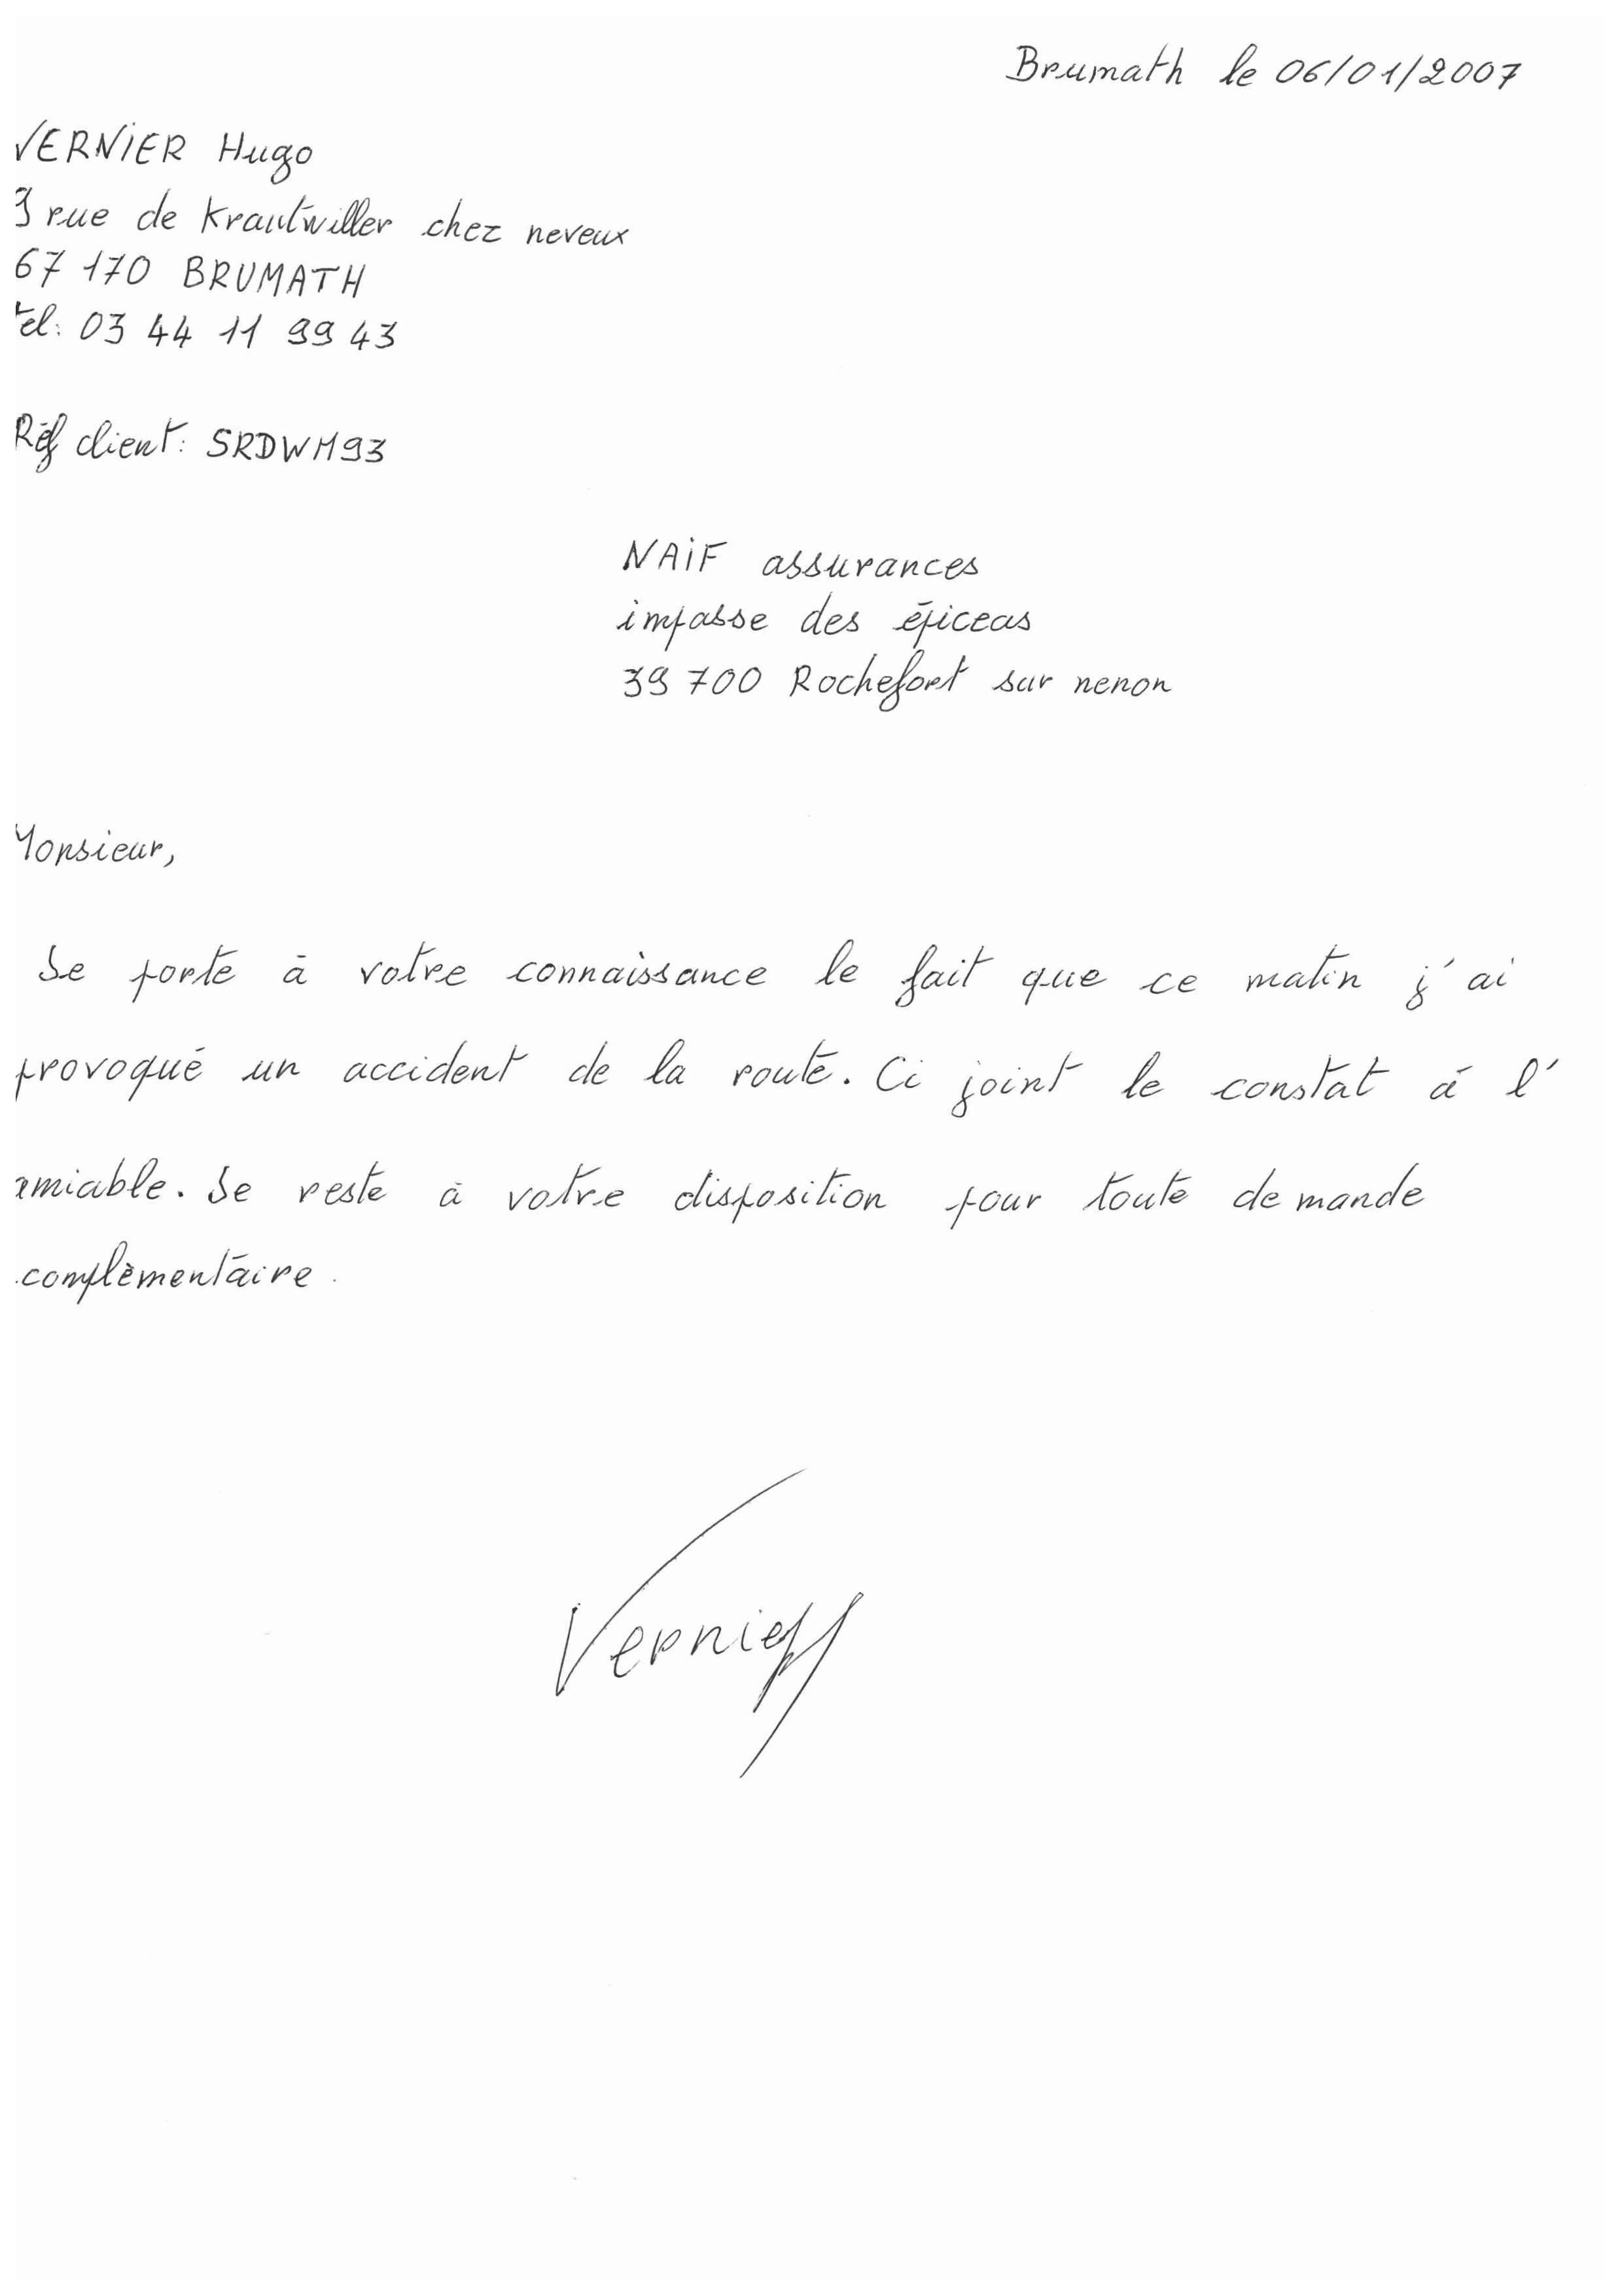 Brumath le 06/01/2007
VERNIER Hugo
3 rue de Krautwiller chez neveux
67 170 BRUMATH
tel: 03 44 11 99 43
Réf client: SRDWM93
NAIF assurances
impasse des épiceas
39 700 Rochefort sur nenon
Monsieur,
Je porte à votre connaissance le fait que ce matin j'ai
provoqué un accident de la route. Ci joint le constat à l'
amiable. Je reste à votre disposition pour toute demande
complémentaire.
Vernier